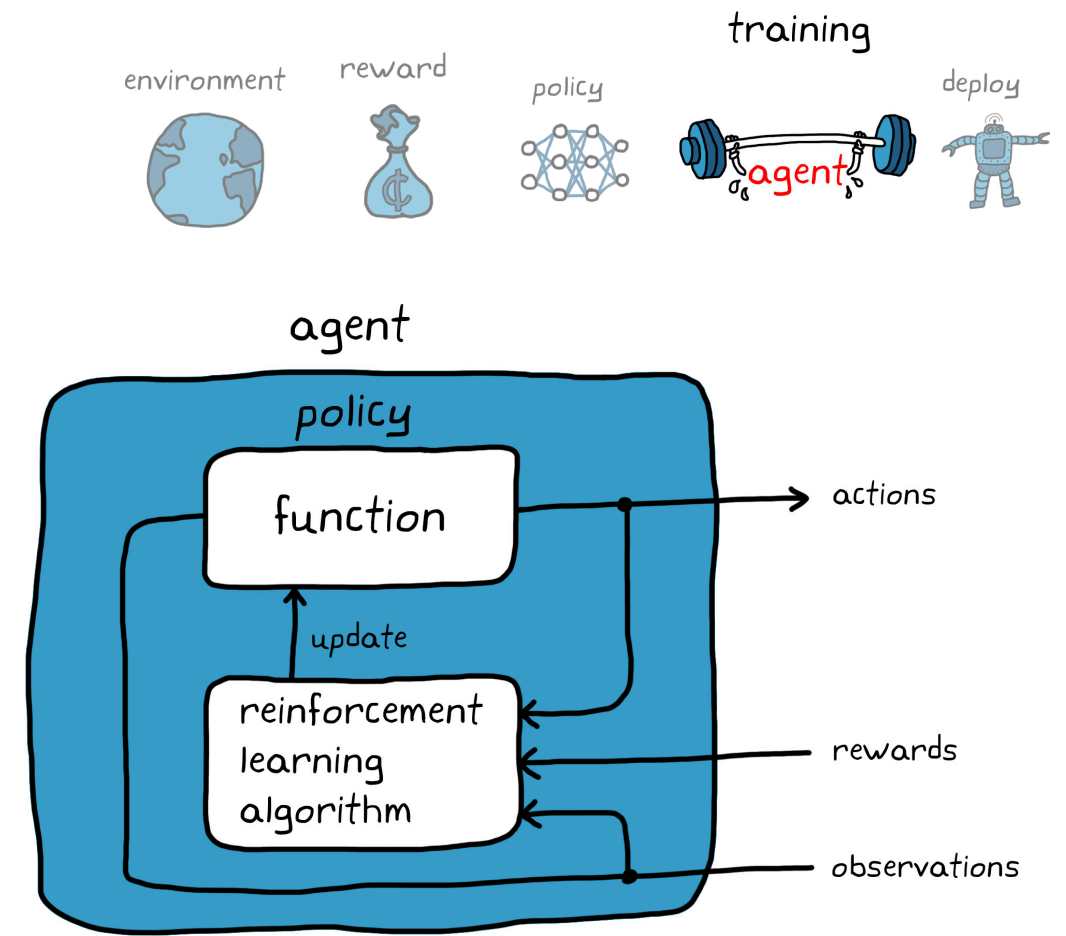 training
environment
reward
policy
deploy
agent
₵
agent
policy
function
actions
update
reinforcement
learning
algorithm
rewards
observations